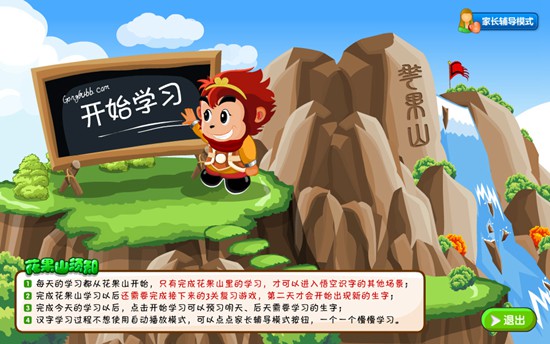 家长辅导模式
Gongfubb.com
开始学习
花果山
花果山须知
1 每天的学习都从花果山开始，只有完成花果山里的学习，才可以进入悟空识字的其他场景；
2 完成花果山学习以后还需要完成接下来的3关复习游戏，第二天才会开始出现新的生字；
3 完成今天的学习以后，点击开始学习可以预习明天、后天需要学习的生字；
4 汉字学习过程不想使用自动播放模式，可以点点家长辅导模式按钮，一个一个慢慢学习。
退出